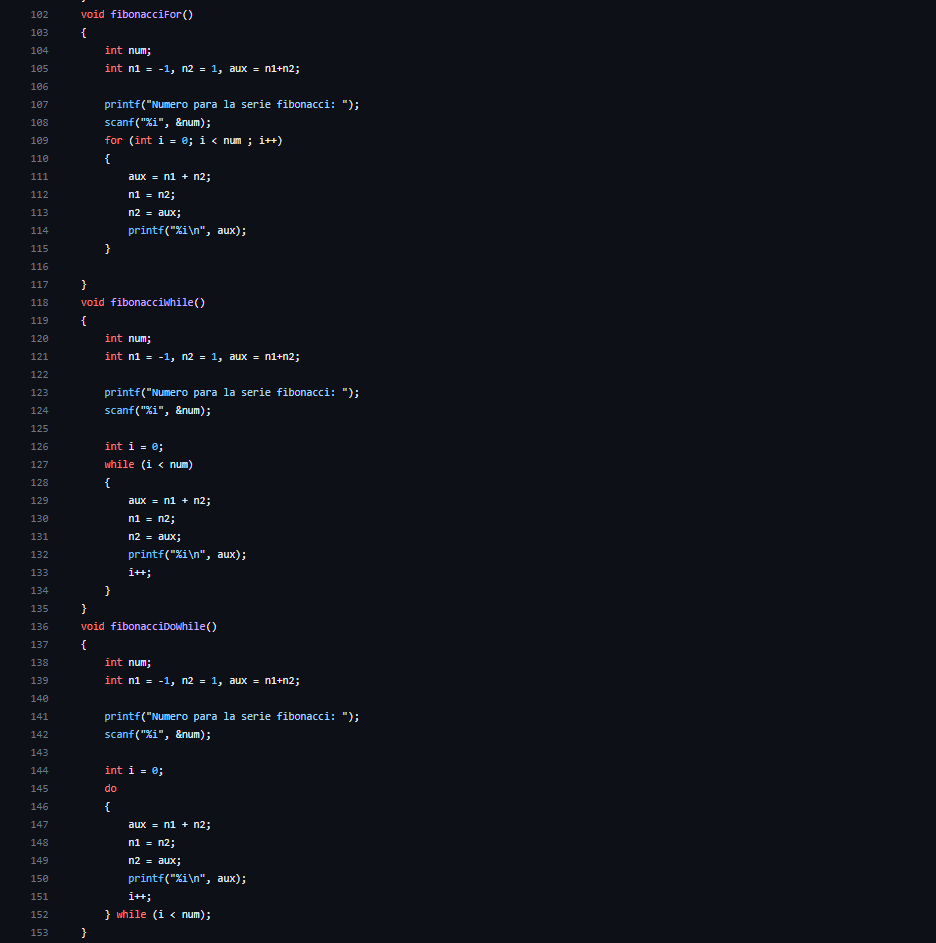 102 void fibonacciFor()
103 {
104 int num;
105 int n1 = -1, n2 = 1, aux = n1+n2;
106
107 printf("Numero para la serie fibonacci: ");
108 scanf("%i", &num);
109 for (int i = 0; i < num ; i++)
110 {
111 aux = n1 + n2;
112 n1 = n2;
113 n2 = aux;
114 printf("%i\n", aux);
115 }
116
117 }
118 void fibonacciWhile()
119 {
120 int num;
121 int n1 = -1, n2 = 1, aux = n1+n2;
122
123 printf("Numero para la serie fibonacci: ");
124 scanf("%i", &num);
125
126 int i = 0;
127 while (i < num)
128 {
129 aux = n1 + n2;
130 n1 = n2;
131 n2 = aux;
132 printf("%i\n", aux);
133 i++;
134 }
135 }
136 void fibonacciDoWhile()
137 {
138 int num;
139 int n1 = -1, n2 = 1, aux = n1+n2;
140
141 printf("Numero para la serie fibonacci: ");
142 scanf("%i", &num);
143
144 int i = 0;
145 do
146 {
147 aux = n1 + n2;
148 n1 = n2;
149 n2 = aux;
150 printf("%i\n", aux);
151 i++;
152 } while (i < num);
153 }